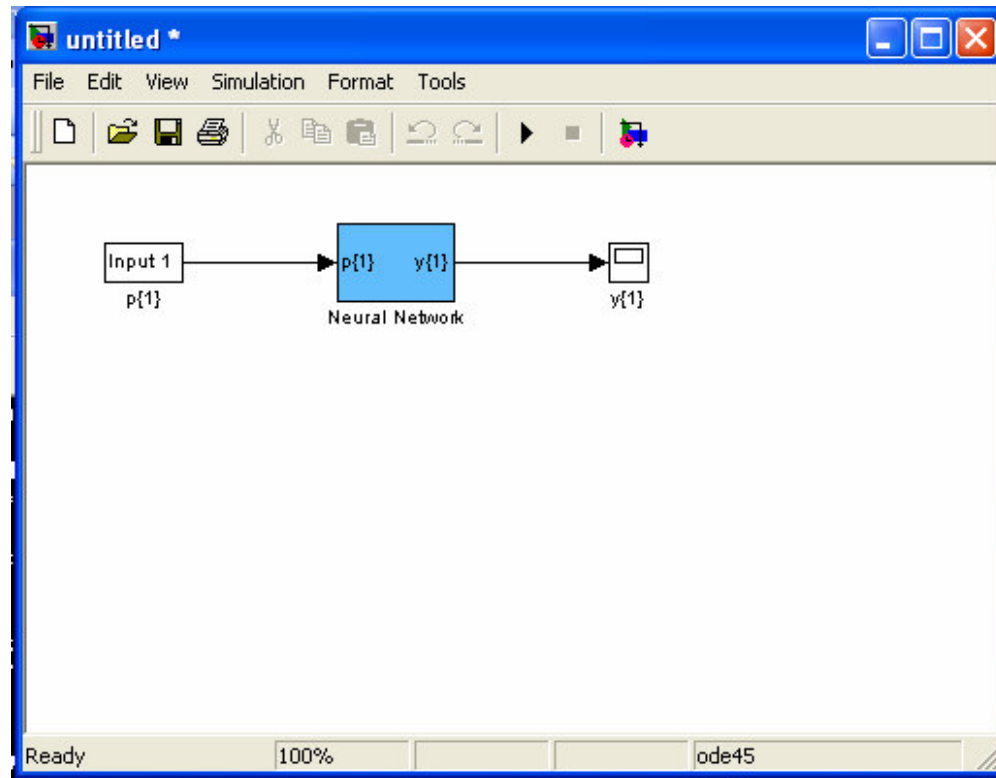 untitled *
File Edit View Simulation Format Tools
Input 1
p{1}
p{1} y{1}
Neural Network
y{1}
Ready 100% ode45